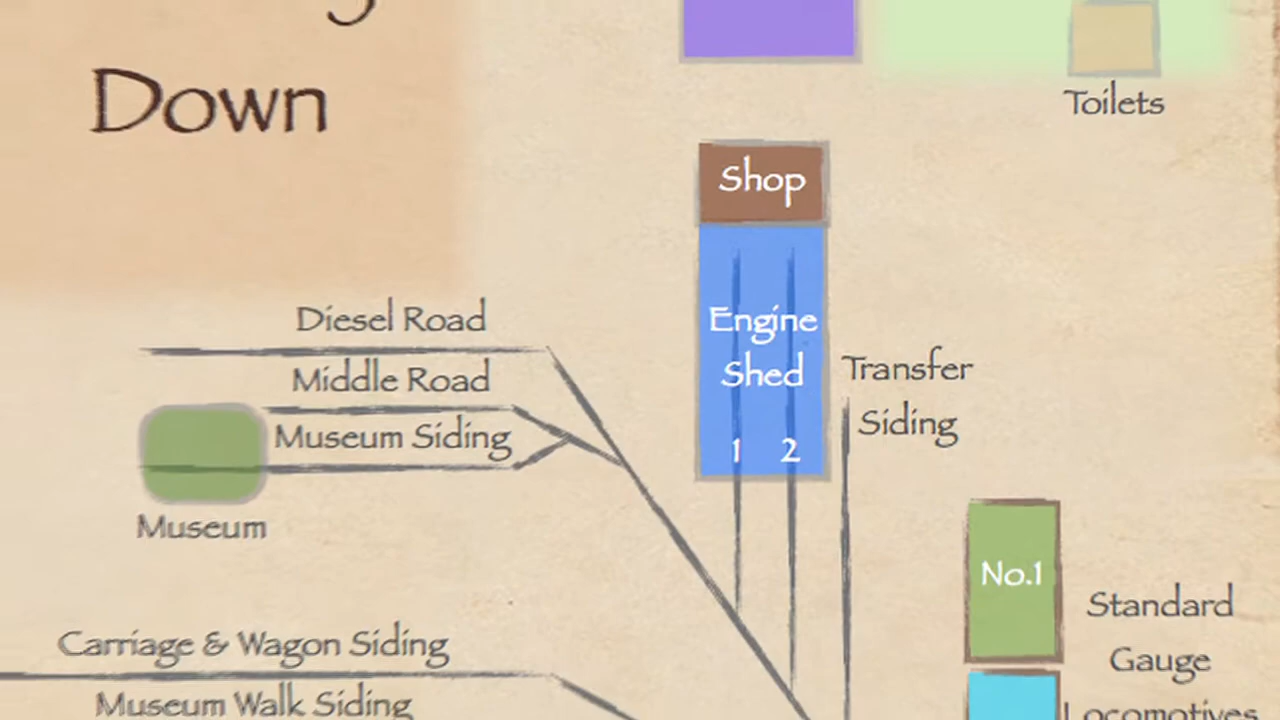 Down
Toilets
Shop
Diesel Road
Engine
Shed
Transfer
Siding
Middle Road
Museum Siding
1 2
Museum
No.1
Standard
Gauge
Locomotives
Carriage & Wagon Siding
Museum Walk Siding